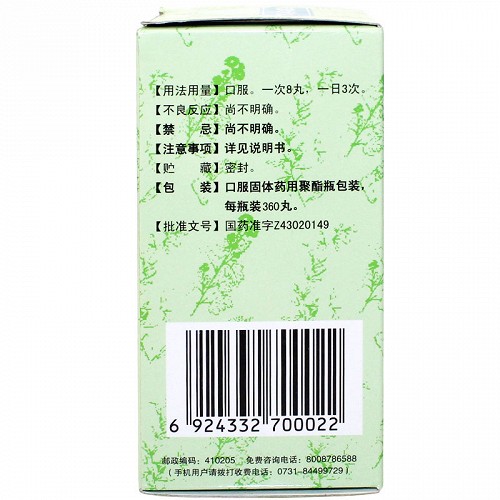 【用法用量】口服。一次8丸，一日3次。
【不良反应】尚不明确。
【禁　　忌】尚不明确。
【注意事项】详见说明书。
【贮　　藏】密封。
【包　　装】口服固体药用聚酯瓶包装，
每瓶装360丸。
【批准文号】国药准字Z43020149
6 924332 700022
邮政编码：410205 免费咨询电话：8008786588
（手机用户请拨打收费电话：0731-84499729）